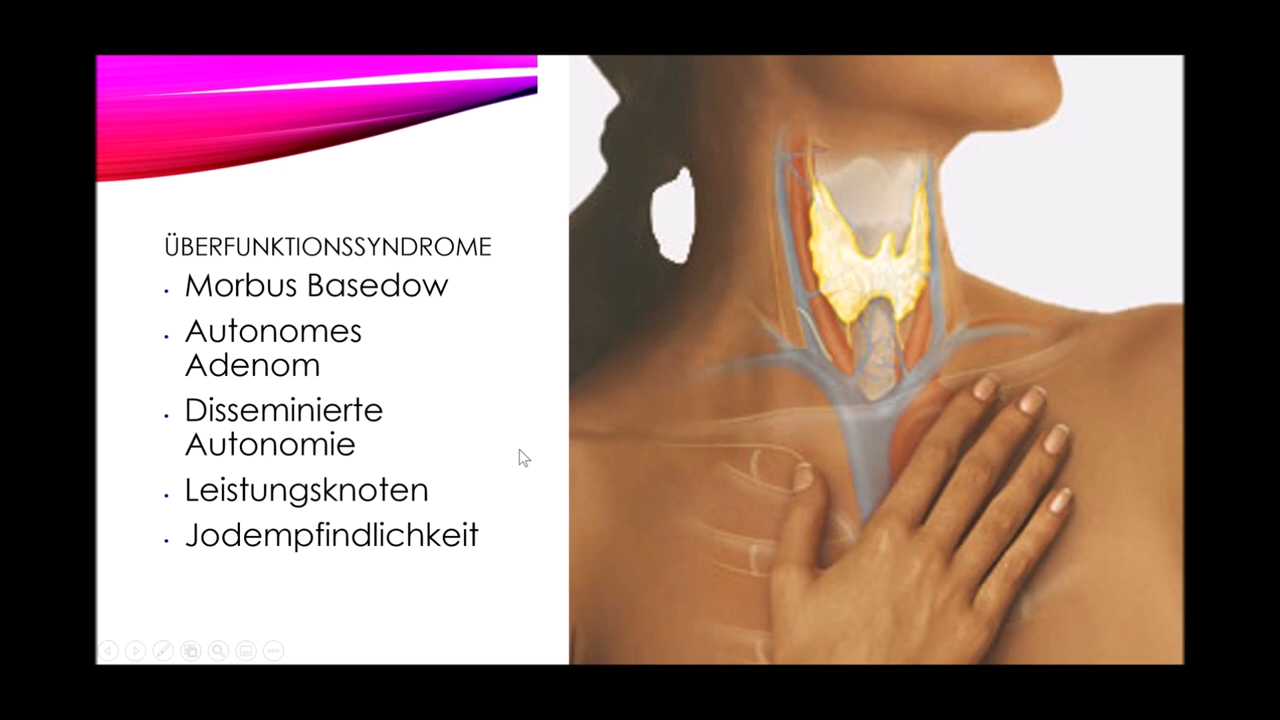 ÜBERFUNKTIONSSYNDROME
• Morbus Basedow
• Autonomes
Adenom
• Disseminierte
Autonomie
• Leistungsknoten
• Jodempfindlichkeit